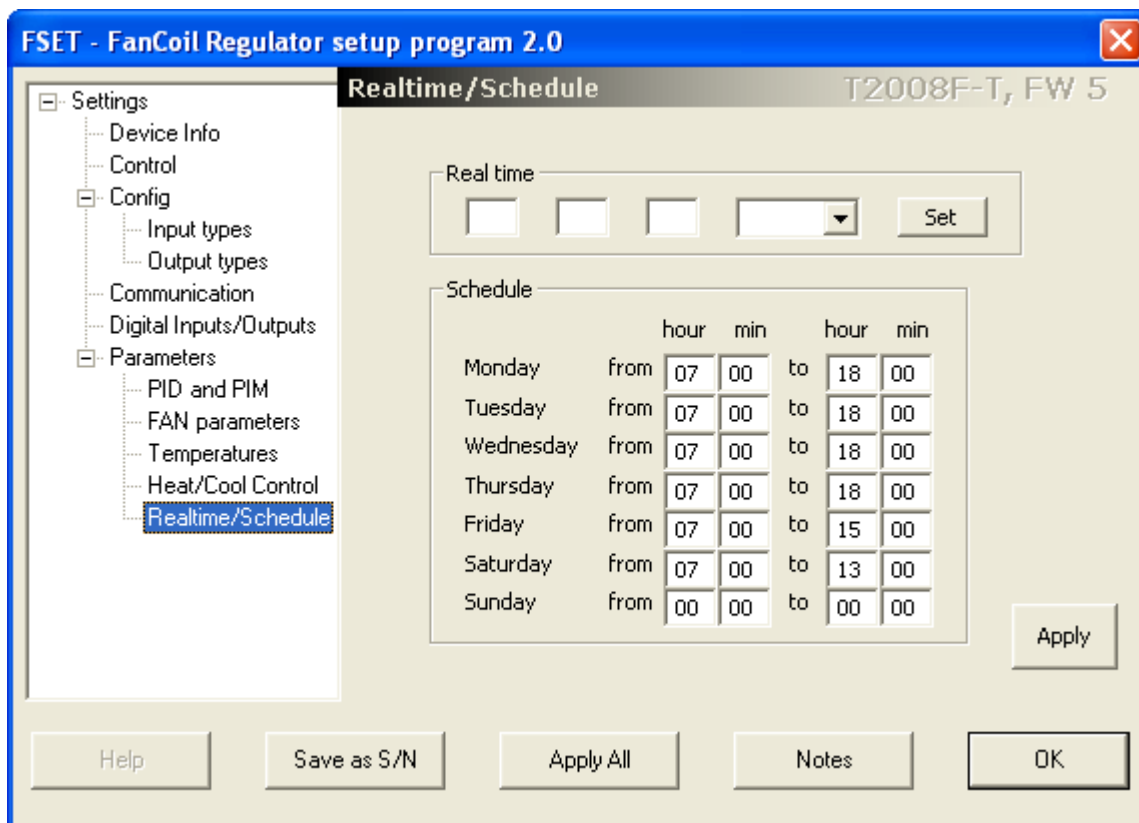 FSET - FanCoil Regulator setup program 2.0
Settings
Device Info
Control
Config
Input types
Output types
Communication
Digital Inputs/Outputs
Parameters
PID and PIM
FAN parameters
Temperatures
Heat/Cool Control
Realtime/Schedule
Realtime/Schedule T2008F-T, FW 5
Real time
Set
Schedule
hour min hour min
Monday from 07 00 to 18 00
Tuesday from 07 00 to 18 00
Wednesday from 07 00 to 18 00
Thursday from 07 00 to 18 00
Friday from 07 00 to 15 00
Saturday from 07 00 to 13 00
Sunday from 00 00 to 00 00
Apply
Help Save as S/N Apply All Notes OK